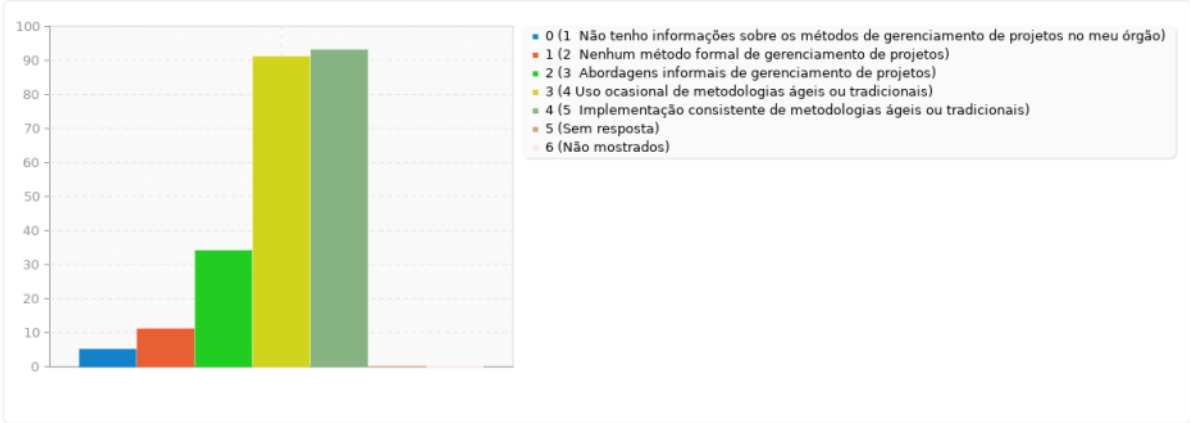 100
90
80
70
60
50
40
30
20
10
0
0 (1  Não tenho informações sobre os métodos de gerenciamento de projetos no meu órgão)
1 (2  Nenhum método formal de gerenciamento de projetos)
2 (3  Abordagens informais de gerenciamento de projetos)
3 (4 Uso ocasional de metodologias ágeis ou tradicionais)
4 (5  Implementação consistente de metodologias ágeis ou tradicionais)
5 (Sem resposta)
6 (Não mostrados)